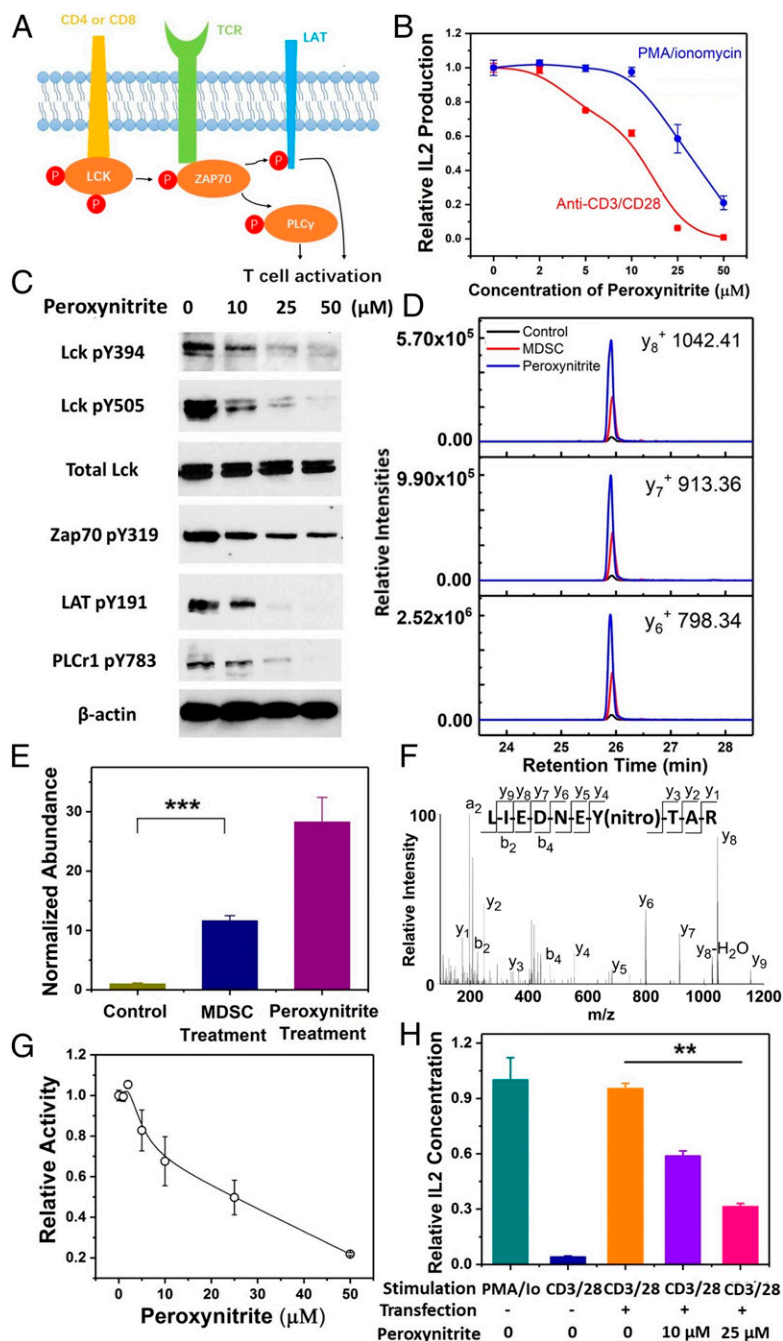 A
CD4 or CD8
TCR
LAT
P
LCK
P
P
ZAP70
P
P
PLCγ
T cell activation
B
Relative IL2 Production
1.2
1.0
0.8
0.6
0.4
0.2
0.0
PMA/ionomycin
Anti-CD3/CD28
0 2 5 10 25 50
Concentration of Peroxynitrite (μM)
C
Peroxynitrite 0 10 25 50 (μM)
Lck pY394
Lck pY505
Total Lck
Zap70 pY319
LAT pY191
PLCr1 pY783
β-actin
D
Relative Intensities
Control
MDSC
Peroxynitrite
5.70x10⁵
y₈⁺ 1042.41
0.00
9.90x10⁵
y₇⁺ 913.36
0.00
2.52x10⁶
y₆⁺ 798.34
0.00
24 25 26 27 28
Retention Time (min)
E
Normalized Abundance
30
20
10
0
***
Control
MDSC Treatment
Peroxynitrite Treatment
F
Relative Intensity
100
0
y₉ y₈ y₇ y₆ y₅ y₄ y₃ y₂ y₁
L-I-E-D-N-E-Y(nitro)-T-A-R
b₂ b₄
a₂
y₁
b₂
y₂
y₃
b₄
y₄
y₅
y₆
y₇
y₈-H₂O
y₈
y₉
200 400 600 800 1000 1200
m/z
G
Relative Activity
1.2
1.0
0.8
0.6
0.4
0.2
0 10 20 30 40 50
Peroxynitrite (μM)
H
Relative IL2 Concentration
1.2
0.9
0.6
0.3
0.0
**
Stimulation PMA/Io CD3/28 CD3/28 CD3/28 CD3/28
Transfection - - + + +
Peroxynitrite 0 0 0 10 μM 25 μM